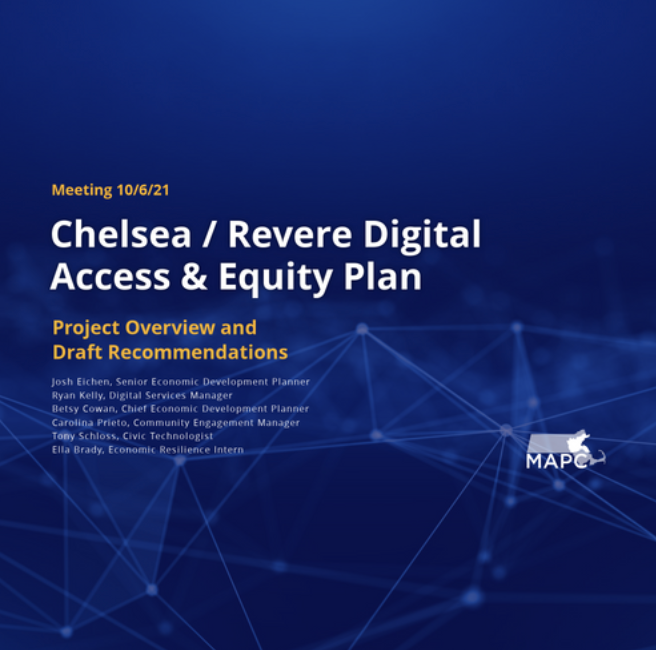 Meeting 10/6/21
Chelsea / Revere Digital
Access & Equity Plan
Project Overview and
Draft Recommendations
Josh Eichen, Senior Economic Development Planner
Ryan Kelly, Digital Services Manager
Betsy Cowan, Chief Economic Development Planner
Carolina Prieto, Community Engagement Manager
Tony Schloss, Civic Technologist
Ella Brady, Economic Resilience Intern
MAPC